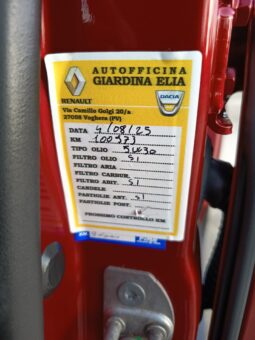 AUTOFFICINA
GIARDINA ELIA
RENAULT
DACIA
Via Camillo Golgi 20/a
27058 Voghera (PV)
DATA 4/08/25
KM 100971
TIPO OLIO 5W30
FILTRO OLIO SI
FILTRO ARIA
FILTRO CARBUR.
FILTRO ABIT. SI
CANDELE
PASTIGLIE ANT. SI
PASTIGLIE POST.
PROSSIMO CONTROLLO KM